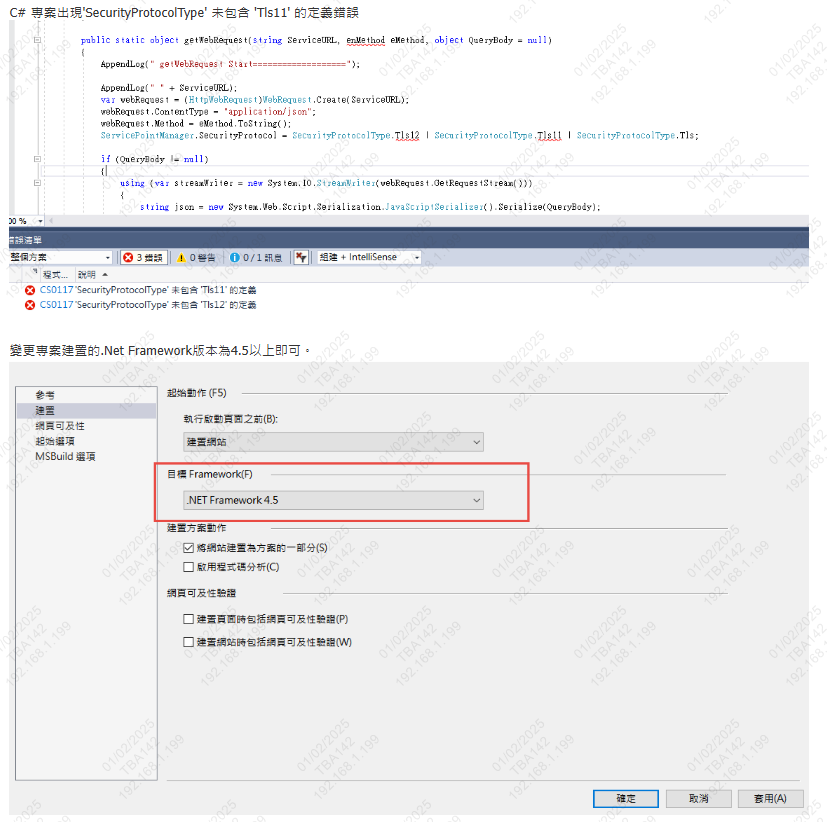 C# 專案出現'SecurityProtocolType' 未包含 'Tls11' 的定義錯誤
public static object getWebRequest(string ServiceURL, enMethod eMethod, object QueryBody = null)
{
AppendLog(" getWebRequest Start===================");
AppendLog(" " + ServiceURL);
var webRequest = (HttpWebRequest)WebRequest.Create(ServiceURL);
webRequest.ContentType = "application/json";
webRequest.Method = eMethod.ToString();
ServicePointManager.SecurityProtocol = SecurityProtocolType.Tls12 | SecurityProtocolType.Tls11 | SecurityProtocolType.Tls;
if (QueryBody != null)
{
using (var streamWriter = new System.IO.StreamWriter(webRequest.GetRequestStream()))
{
string json = new System.Web.Script.Serialization.JavaScriptSerializer().Serialize(QueryBody);
00 %
錯誤清單
整個方案 3 錯誤 0 警告 0 / 1 訊息 組建 + IntelliSense
程式... 說明
CS0117 'SecurityProtocolType' 未包含 'Tls11' 的定義
CS0117 'SecurityProtocolType' 未包含 'Tls12' 的定義
變更專案建置的.Net Framework版本為4.5以上即可。
參考
建置
網頁可及性
起始選項
MSBuild 選項
起始動作 (F5)
執行啟動頁面之前(B):
建置網站
目標 Framework(F)
.NET Framework 4.5
建置方案動作
將網站建置為方案的一部分(S)
啟用程式碼分析(C)
網頁可及性驗證
建置頁面時包括網頁可及性驗證(P)
建置網站時包括網頁可及性驗證(W)
確定 取消 套用(A)
01/02/2025
TBA142
192.168.1.199